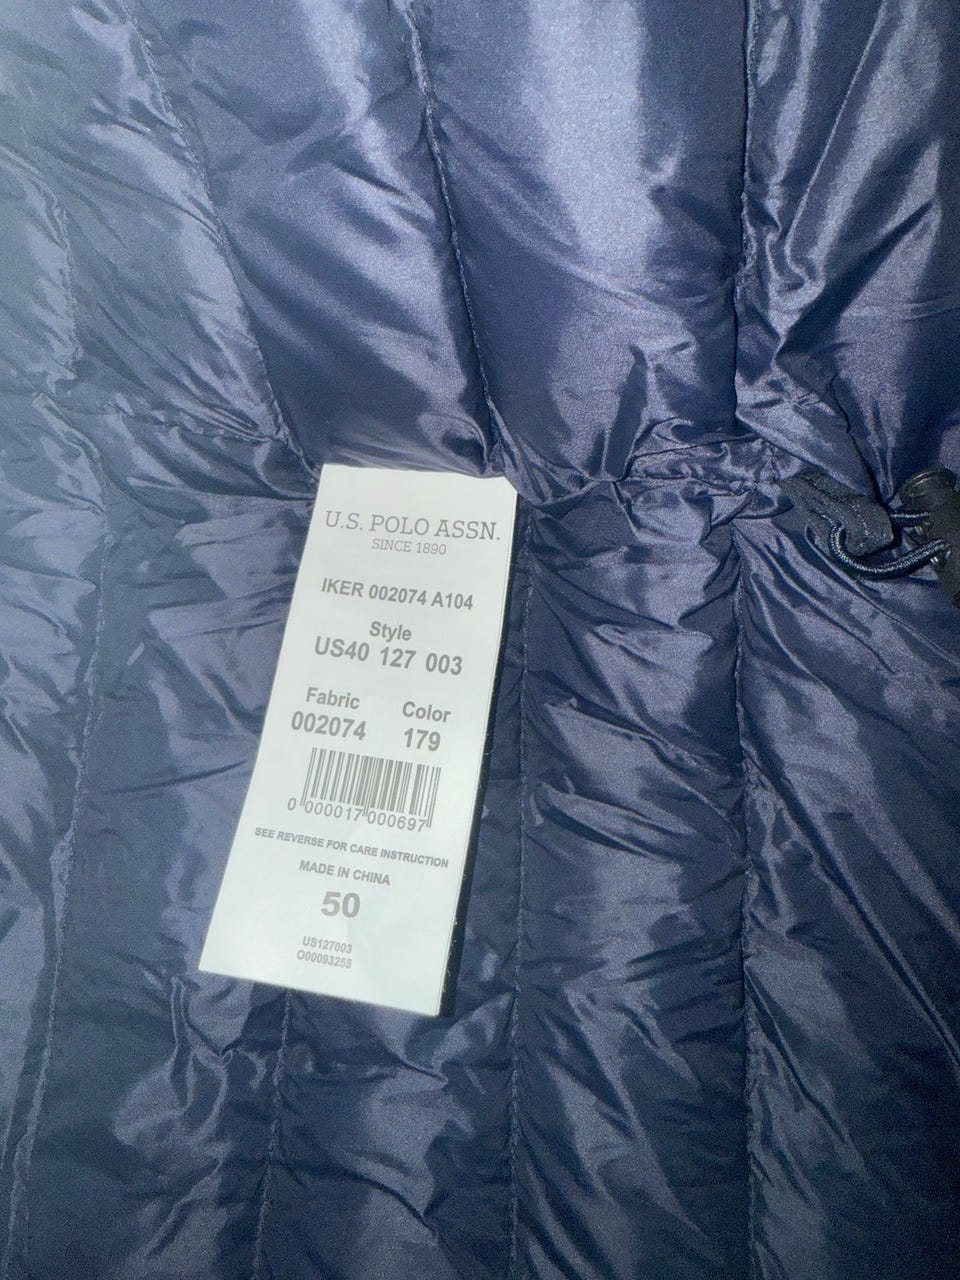 U.S. POLO ASSN.
SINCE 1890
IKER 002074 A104
Style
US40 127 003
Fabric Color
002074 179
0 000017 000697
SEE REVERSE FOR CARE INSTRUCTION
MADE IN CHINA
50
US127003
O00093255